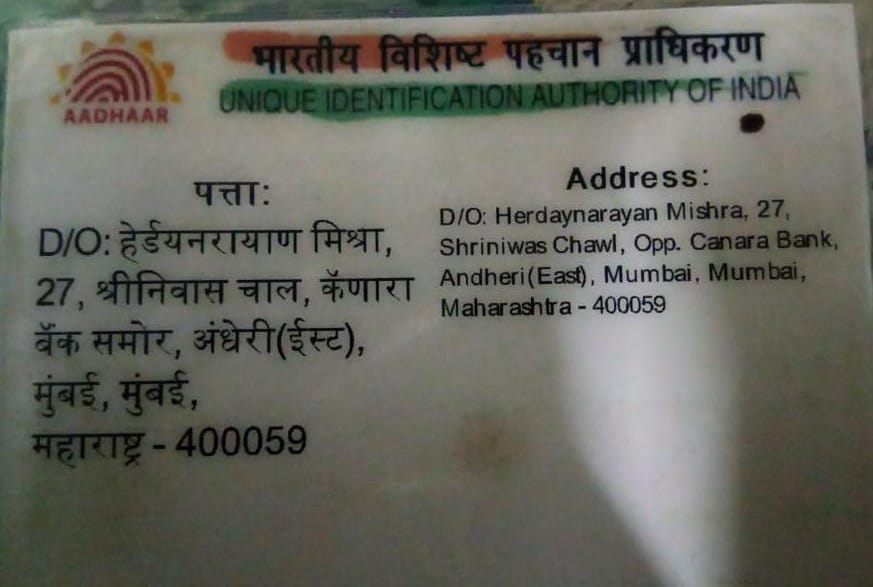 भारतीय विशिष्ट पहचान प्राधिकरण
UNIQUE IDENTIFICATION AUTHORITY OF INDIA
AADHAAR
पत्ता:
D/O: हेर्डयनरायाण मिश्रा,
27, श्रीनिवास चाल, कॅणारा
बॅंक समोर, अंधेरी(ईस्ट),
मुंबई, मुंबई,
महाराष्ट्र - 400059
Address:
D/O: Herdaynarayan Mishra, 27,
Shriniwas Chawl, Opp. Canara Bank,
Andheri(East), Mumbai, Mumbai,
Maharashtra - 400059